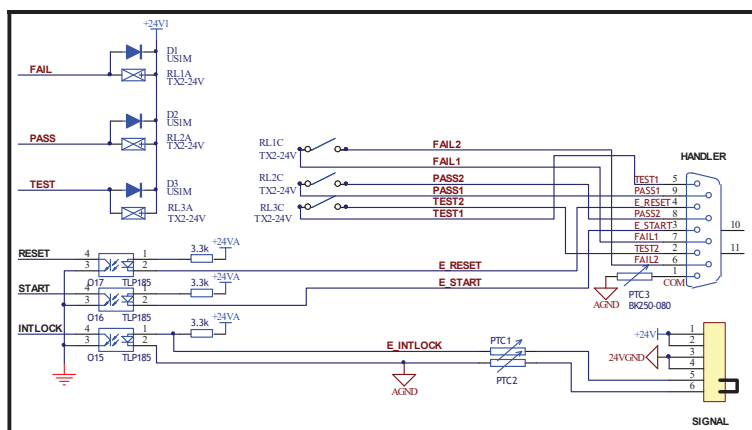 +24V1
D1
US1M
FAIL
RL1A
TX2-24V
D2
US1M
PASS
RL2A
TX2-24V
D3
US1M
TEST
RL3A
TX2-24V
RL1C
TX2-24V
FAIL2
FAIL1
RL2C
TX2-24V
PASS2
PASS1
RL3C
TX2-24V
TEST2
TEST1
HANDLER
TEST1 5
PASS1 9
E_RESET 4
PASS2 8
E_START 3
FAIL1 7
TEST2 2
FAIL2 6
1
COM
10
11
AGND
PTC3
BK250-080
RESET 4 1 3.3k +24VA
3 2
O17 TLP185
E_RESET
START 4 1 3.3k +24VA
3 2
O16 TLP185
E_START
INTLOCK 4 1 3.3k +24VA
3 2
O15 TLP185
E_INTLOCK
PTC1
PTC2
AGND
+24V
24VGND
1
2
3
4
5
6
SIGNAL